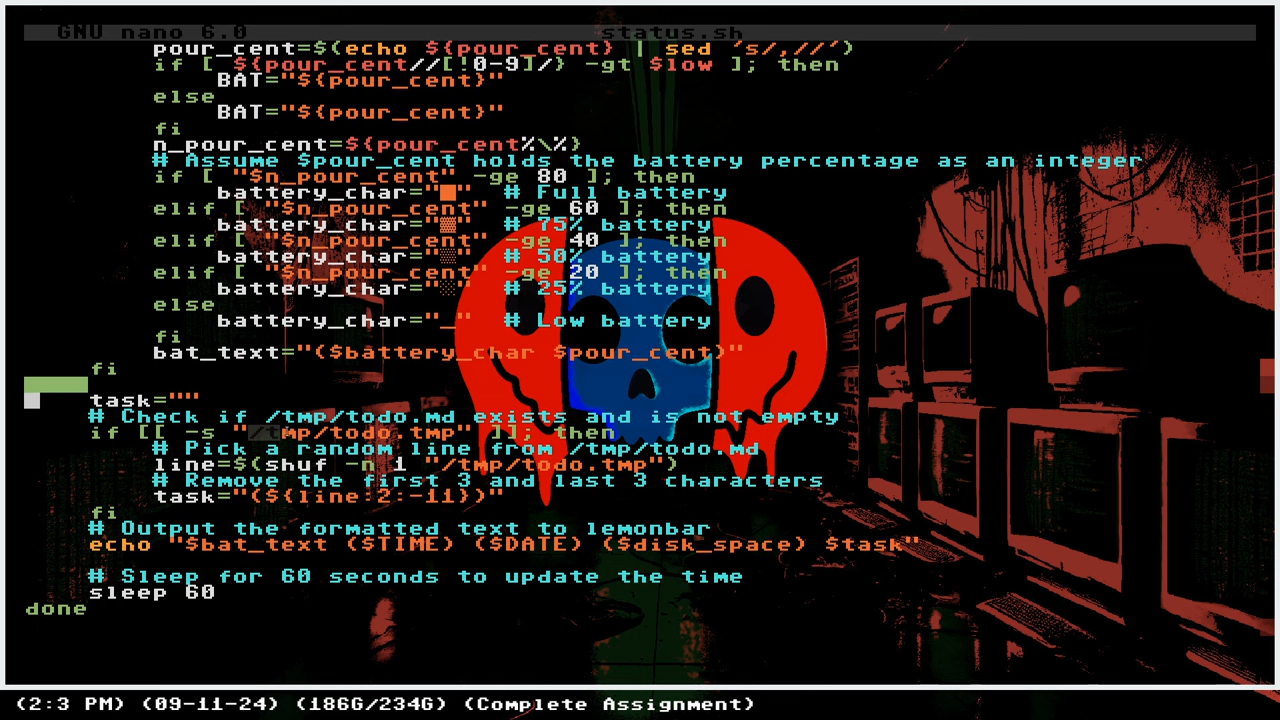 GNU nano 6.0 status.sh
pour_cent=$(echo ${pour_cent} | sed 's/,//')
if [ ${pour_cent//[!0-9]/} -gt $low ]; then
BAT="${pour_cent}"
else
BAT="${pour_cent}"
fi
n_pour_cent=${pour_cent%\%}
# Assume $pour_cent holds the battery percentage as an integer
if [ "$n_pour_cent" -ge 80 ]; then
battery_char="█" # Full battery
elif [ "$n_pour_cent" -ge 60 ]; then
battery_char="▓" # 75% battery
elif [ "$n_pour_cent" -ge 40 ]; then
battery_char="▒" # 50% battery
elif [ "$n_pour_cent" -ge 20 ]; then
battery_char="░" # 25% battery
else
battery_char="_" # Low battery
fi
bat_text="($battery_char $pour_cent)"
fi
task=""
# Check if /tmp/todo.md exists and is not empty
if [[ -s "/tmp/todo.tmp" ]]; then
# Pick a random line from /tmp/todo.md
line=$(shuf -n 1 "/tmp/todo.tmp")
# Remove the first 3 and last 3 characters
task="(${line:2:-11})"
fi
# Output the formatted text to lemonbar
echo "$bat_text ($TIME) ($DATE) ($disk_space) $task"
# Sleep for 60 seconds to update the time
sleep 60
done
(2:3 PM) (09-11-24) (186G/234G) (Complete Assignment)